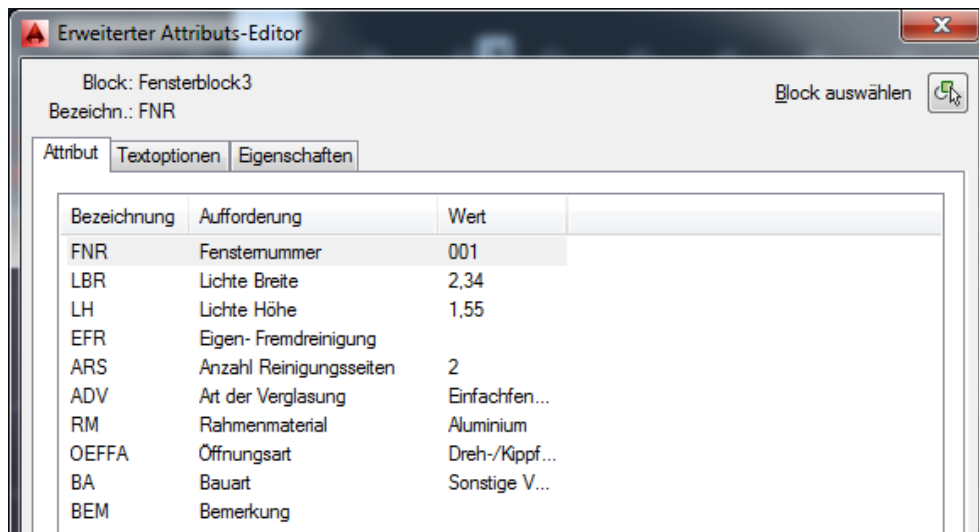 Erweiterter Attributs-Editor
Block: Fensterblock3
Block auswählen
Bezeichn.: FNR
Attribut Textoptionen Eigenschaften
Bezeichnung Aufforderung Wert
FNR Fensternummer 001
LBR Lichte Breite 2,34
LH Lichte Höhe 1,55
EFR Eigen- Fremdreinigung
ARS Anzahl Reinigungsseiten 2
ADV Art der Verglasung Einfachfen...
RM Rahmenmaterial Aluminium
OEFFA Öffnungsart Dreh-/Kippf...
BA Bauart Sonstige V...
BEM Bemerkung